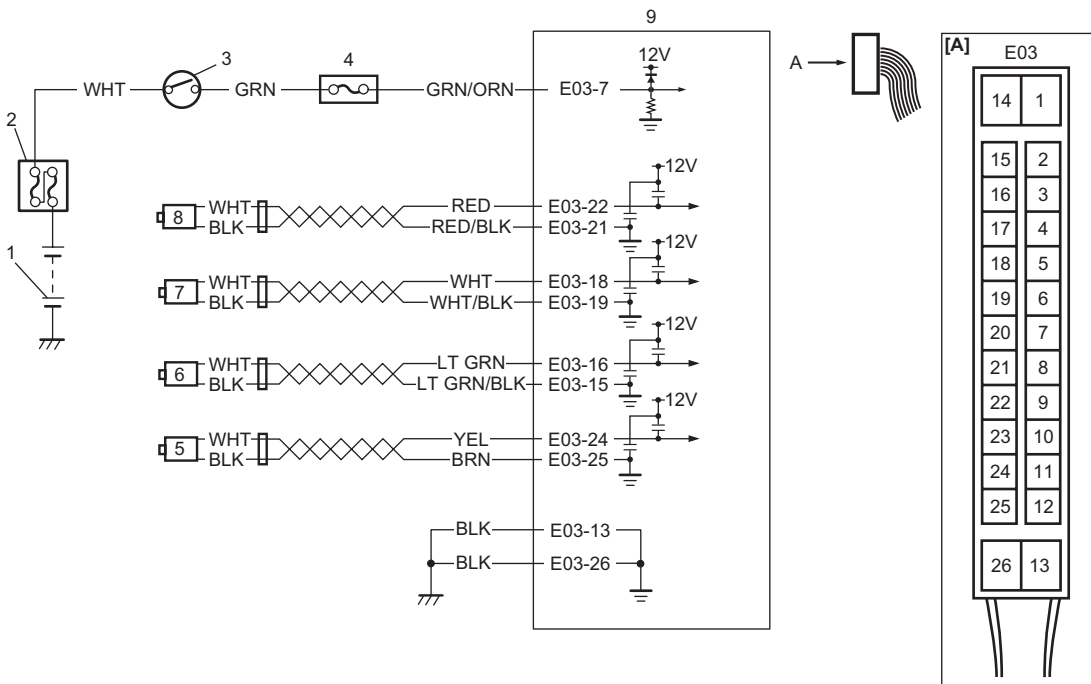 9
[A]
E03
12V
A
3
4
WHT
GRN
GRN/ORN
E03-7
2
1
12V
8
WHT
RED
E03-22
BLK
RED/BLK
E03-21
12V
7
WHT
WHT
E03-18
BLK
WHT/BLK
E03-19
12V
6
WHT
LT GRN
E03-16
BLK
LT GRN/BLK
E03-15
12V
5
WHT
YEL
E03-24
BLK
BRN
E03-25
BLK
E03-13
BLK
E03-26
14 1
15 2
16 3
17 4
18 5
19 6
20 7
21 8
22 9
23 10
24 11
25 12
26 13